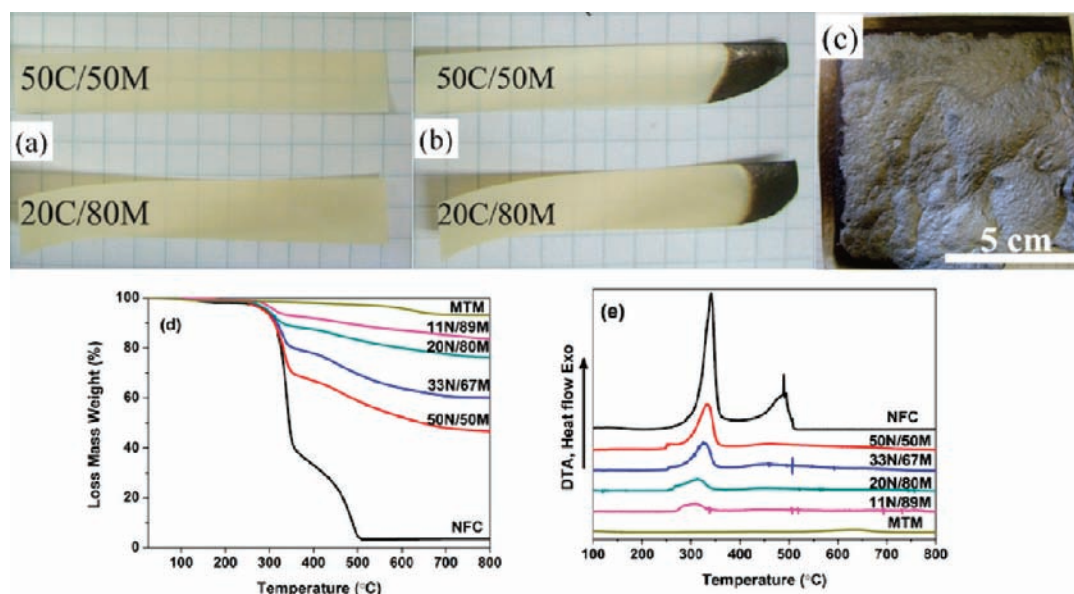 50C/50M
(a)
20C/80M
50C/50M
(b)
20C/80M
(c)
5 cm
(d)
Loss Mass Weight (%)
100
80
60
40
20
0
MTM
11N/89M
20N/80M
33N/67M
50N/50M
NFC
100 200 300 400 500 600 700 800
Temperature (°C)
(e)
DTA, Heat flow Exo
NFC
50N/50M
33N/67M
20N/80M
11N/89M
MTM
100 200 300 400 500 600 700 800
Temperature (°C)